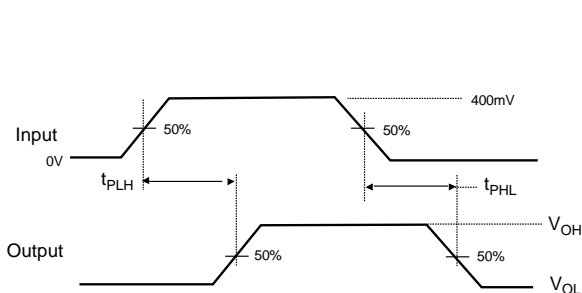 400mV
50%
50%
Input
0V
tPLH
tPHL
VOH
Output
50%
50%
VOL